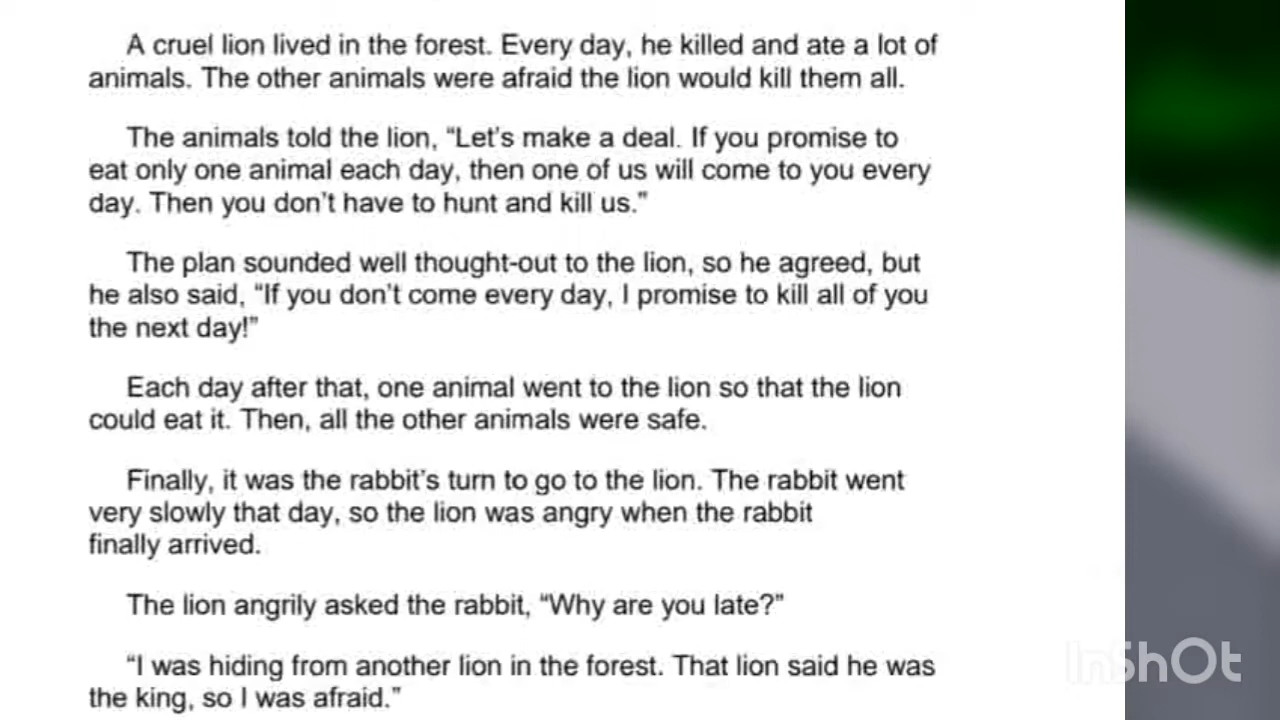 A cruel lion lived in the forest. Every day, he killed and ate a lot of
animals. The other animals were afraid the lion would kill them all.
The animals told the lion, “Let’s make a deal. If you promise to
eat only one animal each day, then one of us will come to you every
day. Then you don’t have to hunt and kill us.”
The plan sounded well thought-out to the lion, so he agreed, but
he also said, “If you don’t come every day, I promise to kill all of you
the next day!”
Each day after that, one animal went to the lion so that the lion
could eat it. Then, all the other animals were safe.
Finally, it was the rabbit’s turn to go to the lion. The rabbit went
very slowly that day, so the lion was angry when the rabbit
finally arrived.
The lion angrily asked the rabbit, “Why are you late?”
“I was hiding from another lion in the forest. That lion said he was
the king, so I was afraid.”
InShOt